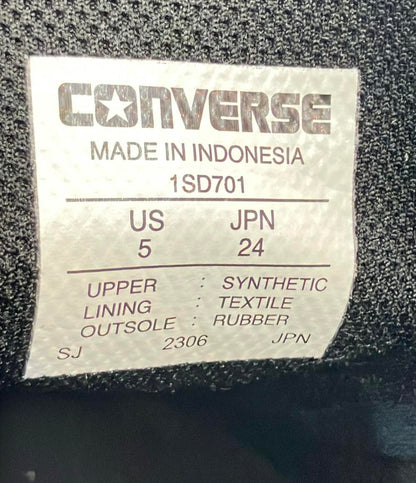 CONVERSE
MADE IN INDONESIA
1SD701
US JPN
5 24
UPPER : SYNTHETIC
LINING : TEXTILE
OUTSOLE : RUBBER
SJ 2306 JPN